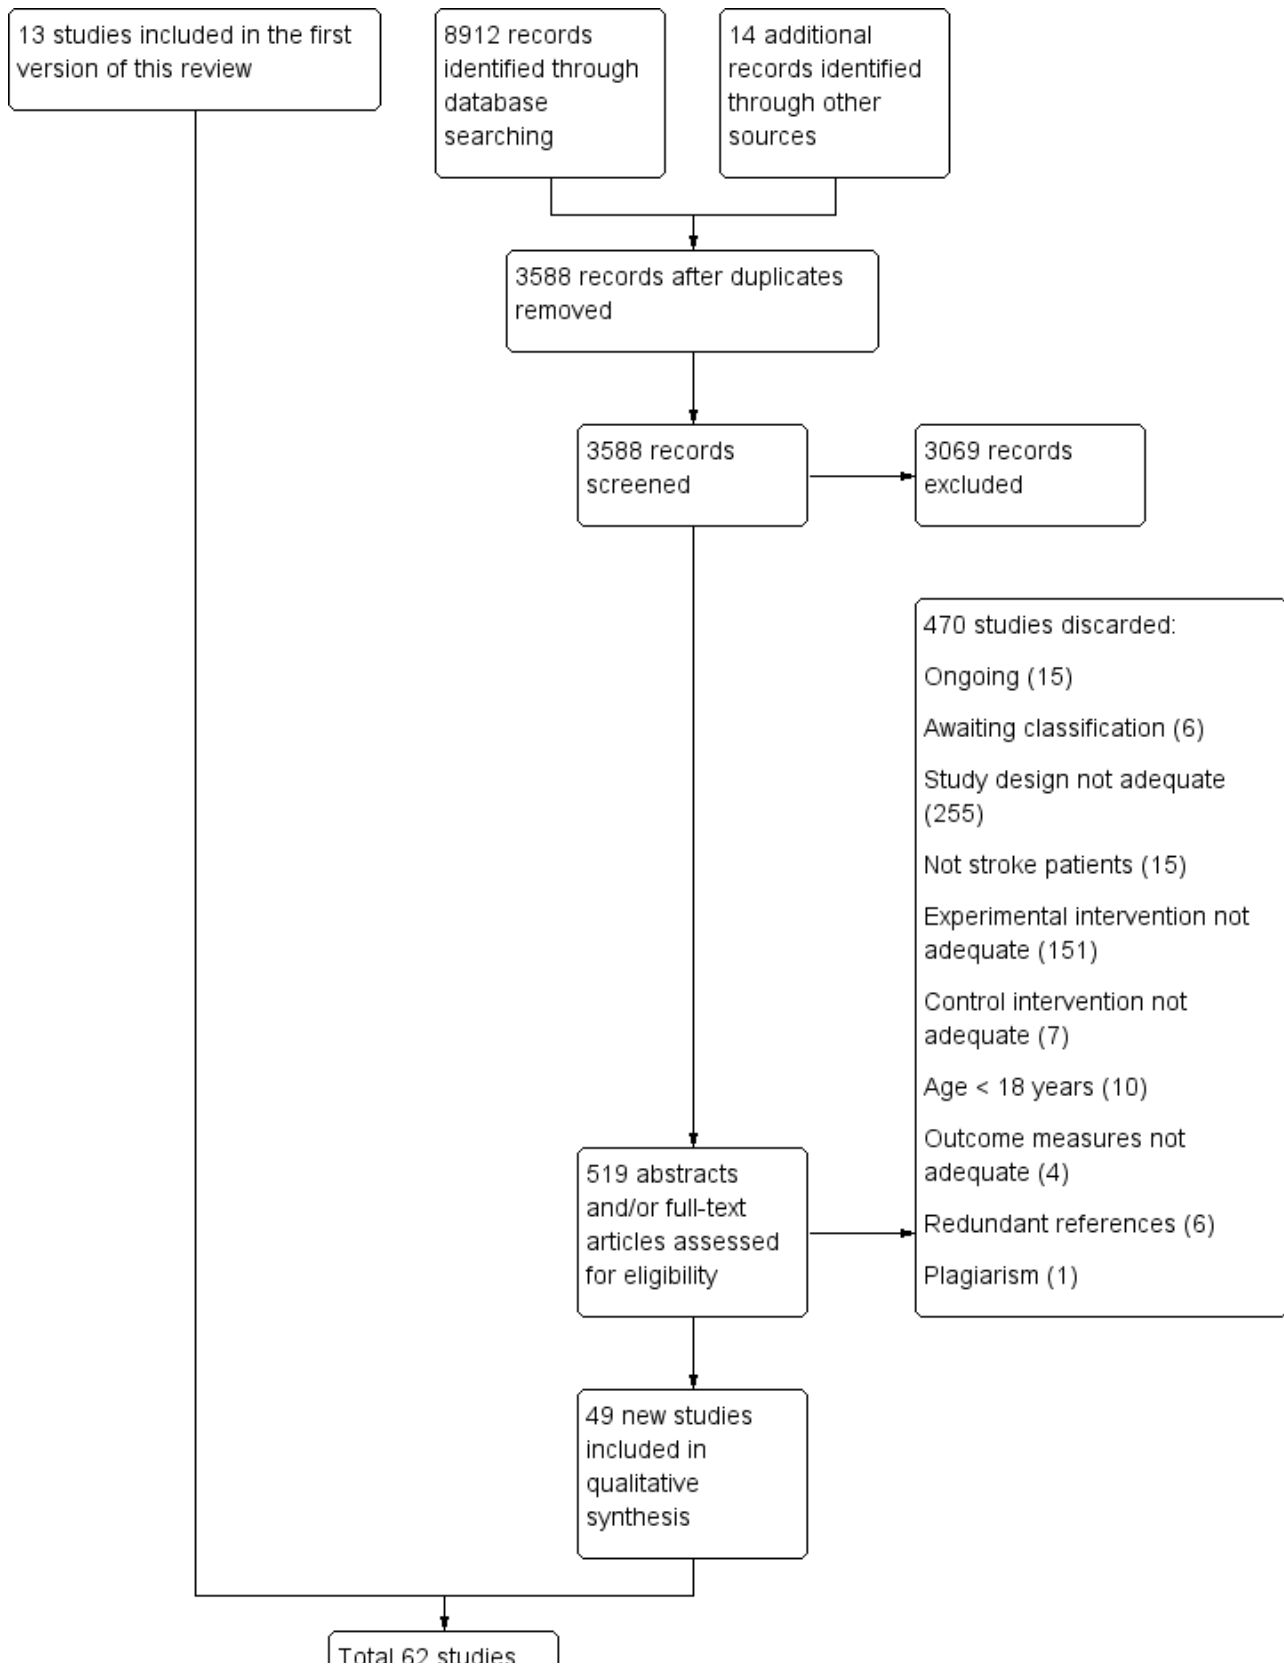 13 studies included in the first
version of this review
8912 records
identified through
database
searching
14 additional
records identified
through other
sources
3588 records after duplicates
removed
3588 records
screened
3069 records
excluded
470 studies discarded:
Ongoing (15)
Awaiting classification (6)
Study design not adequate
(255)
Not stroke patients (15)
Experimental intervention not
adequate (151)
Control intervention not
adequate (7)
Age < 18 years (10)
Outcome measures not
adequate (4)
Redundant references (6)
Plagiarism (1)
519 abstracts
and/or full-text
articles assessed
for eligibility
49 new studies
included in
qualitative
synthesis
Total 62 studies